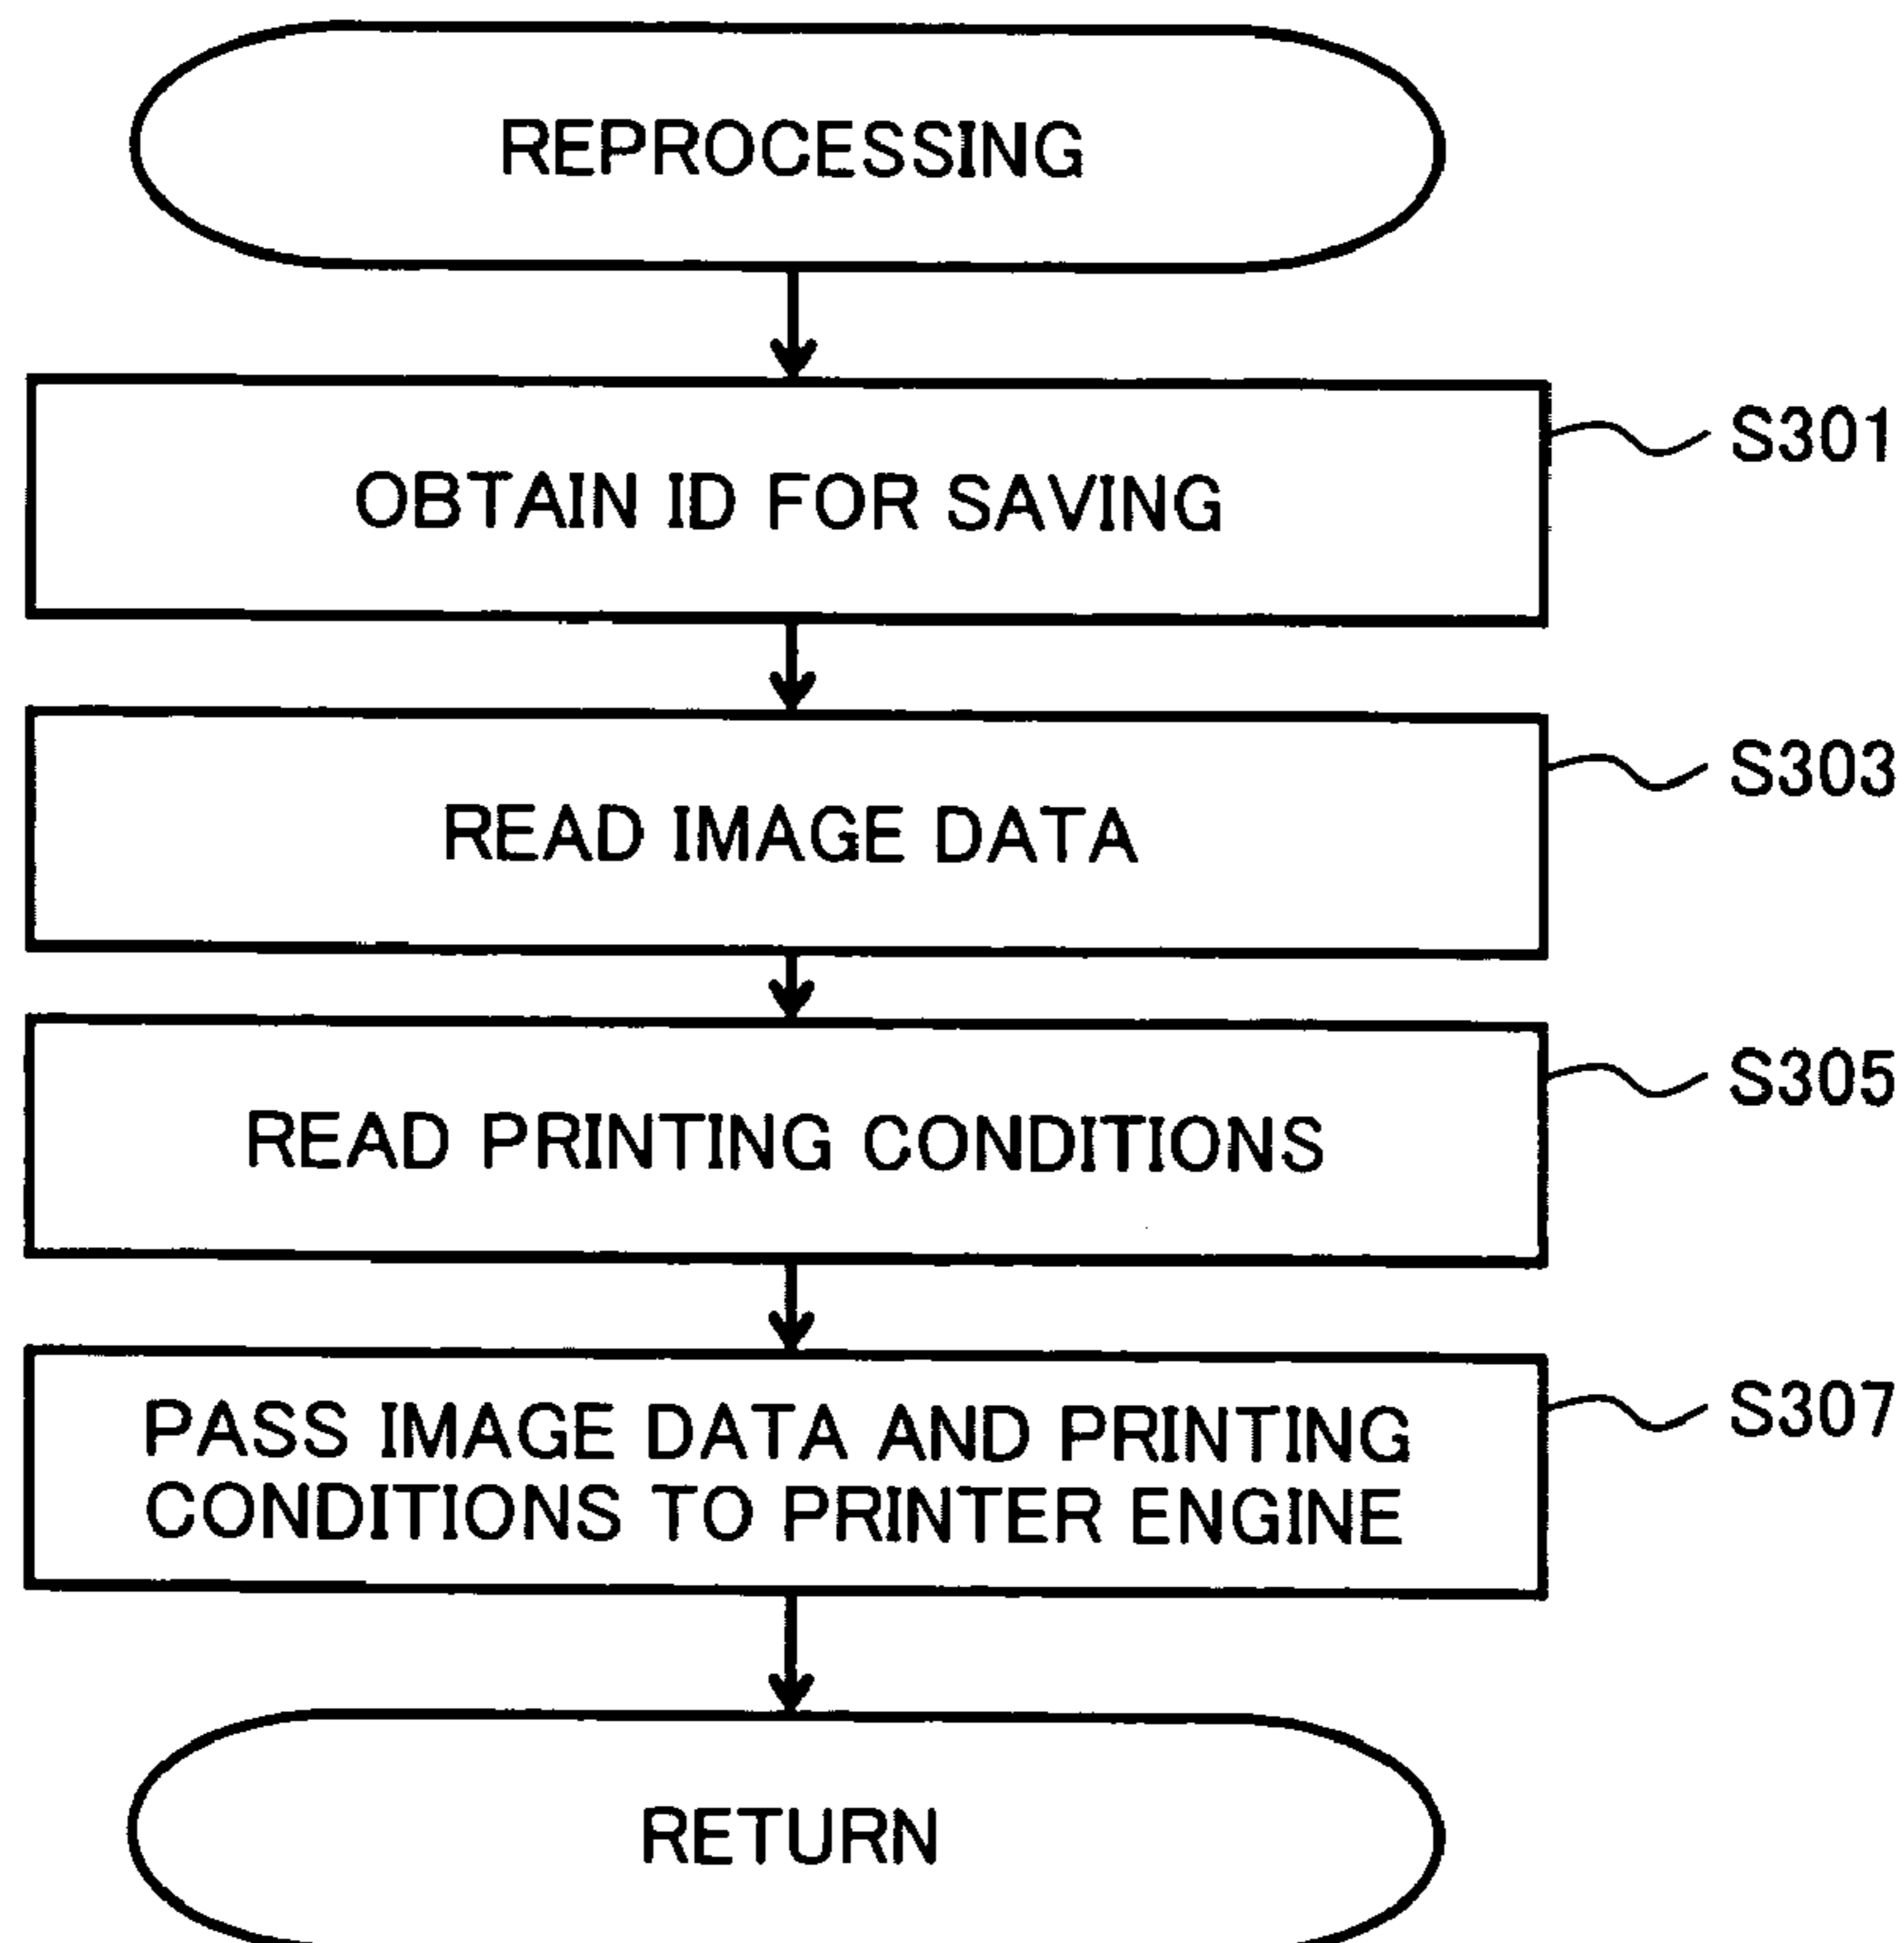 REPROCESSING
OBTAIN ID FOR SAVING
S301
READ IMAGE DATA
S303
READ PRINTING CONDITIONS
S305
PASS IMAGE DATA AND PRINTING
CONDITIONS TO PRINTER ENGINE
S307
RETURN